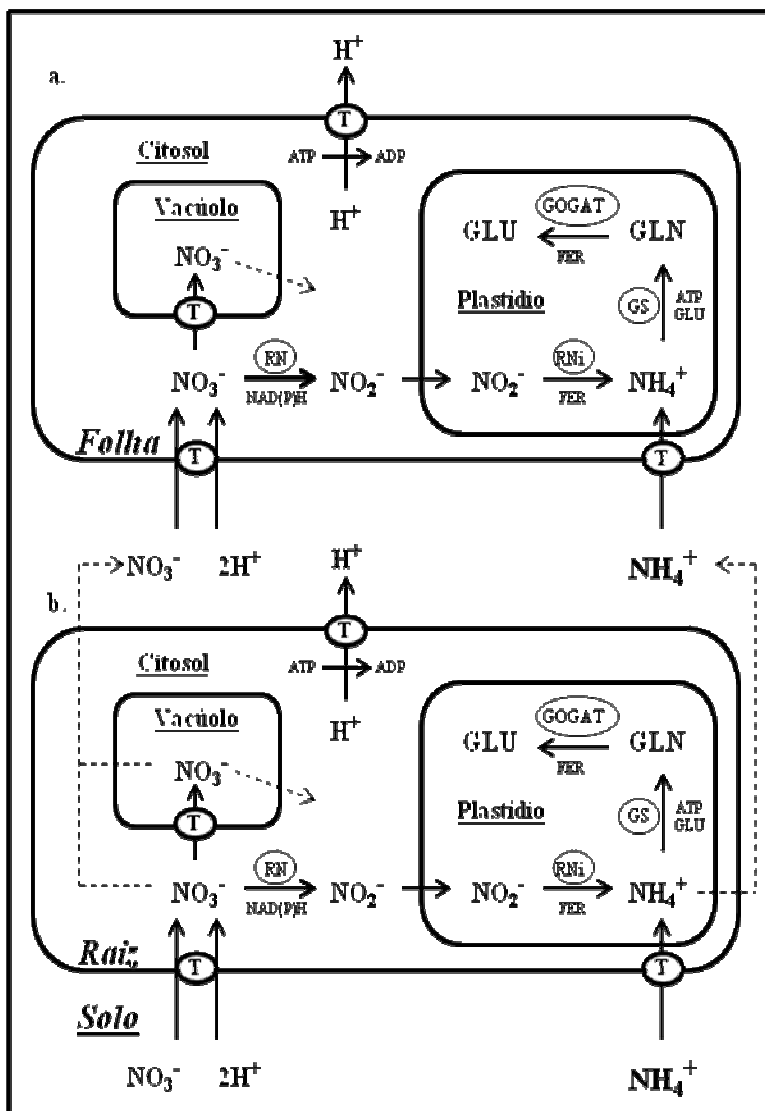 H⁺
a.
T
Citosol
ATP ADP
H⁺
Vacúolo
NO₃⁻
T
GOGAT
GLU GLN
FER
Plastidio
GS
ATP
GLU
RN
NO₃⁻ NO₂⁻
NAD(P)H
RNi
NO₂⁻ NH₄⁺
FER
Folha
T
T
NO₃⁻ 2H⁺
NH₄⁺
H⁺
b.
T
Citosol
ATP ADP
H⁺
Vacúolo
NO₃⁻
T
GOGAT
GLU GLN
FER
Plastidio
GS
ATP
GLU
RN
NO₃⁻ NO₂⁻
NAD(P)H
RNi
NO₂⁻ NH₄⁺
FER
Raiz
T
T
Solo
NO₃⁻ 2H⁺
NH₄⁺